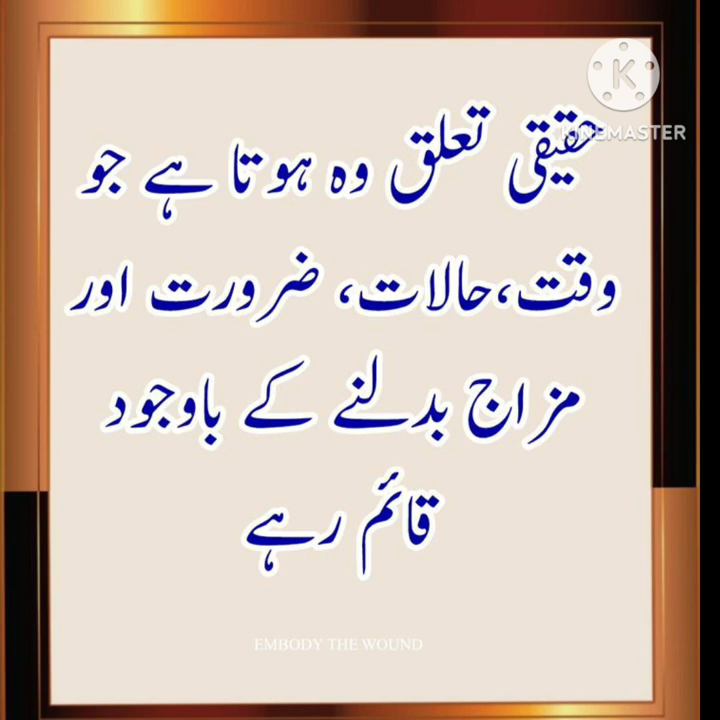 KINEMASTER
حقیقی تعلق وہ ہوتا ہے جو
وقت،حالات، ضرورت اور
مزاج بدلنے کے باوجود
قائم رہے
EMBODY THE WOUND